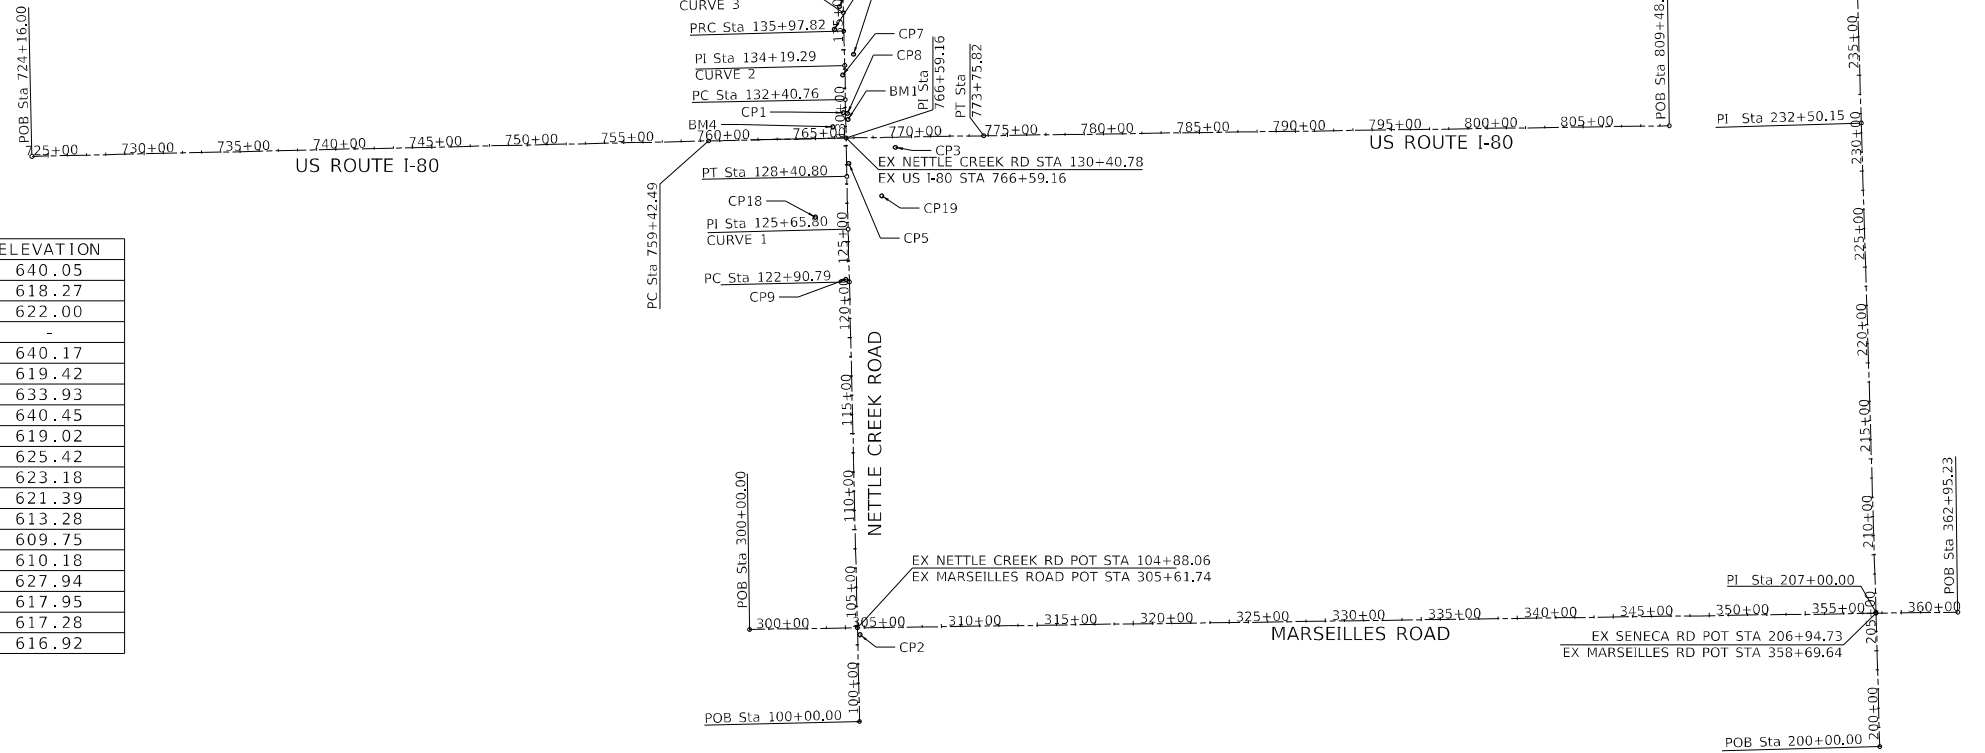 POB Sta 724+16.00
CURVE 3
PRC Sta 135+97.82
PI Sta 134+19.29
CURVE 2
PC Sta 132+40.76
CP1
BM4
CP7
CP8
BM1
PI Sta
766+59.16
PT Sta
773+75.82
POB Sta 809+48.
235+00
PI Sta 232+50.15
230+00
725+00 730+00 735+00 740+00 745+00 750+00 755+00 760+00 765+00 770+00 775+00 780+00 785+00 790+00 795+00 800+00 805+00
US ROUTE I-80
US ROUTE I-80
CP3
EX NETTLE CREEK RD STA 130+40.78
EX US I-80 STA 766+59.16
PT Sta 128+40.80
CP18
CP19
PI Sta 125+65.80
CURVE 1
CP5
PC Sta 759+42.49
PC Sta 122+90.79
CP9
125+00
120+00
115+00
110+00
105+00
100+00
NETTLE CREEK ROAD
225+00
220+00
215+00
210+00
205+00
200+00
ELEVATION
640.05
618.27
622.00
-
640.17
619.42
633.93
640.45
619.02
625.42
623.18
621.39
613.28
609.75
610.18
627.94
617.95
617.28
616.92
POB Sta 300+00.00
EX NETTLE CREEK RD POT STA 104+88.06
EX MARSEILLES ROAD POT STA 305+61.74
PI Sta 207+00.00
POB Sta 362+95.23
300+00 305+00 310+00 315+00 320+00 325+00 330+00 335+00 340+00 345+00 350+00 355+00 360+00
MARSEILLES ROAD
CP2
EX SENECA RD POT STA 206+94.73
EX MARSEILLES RD POT STA 358+69.64
POB Sta 100+00.00
POB Sta 200+00.00